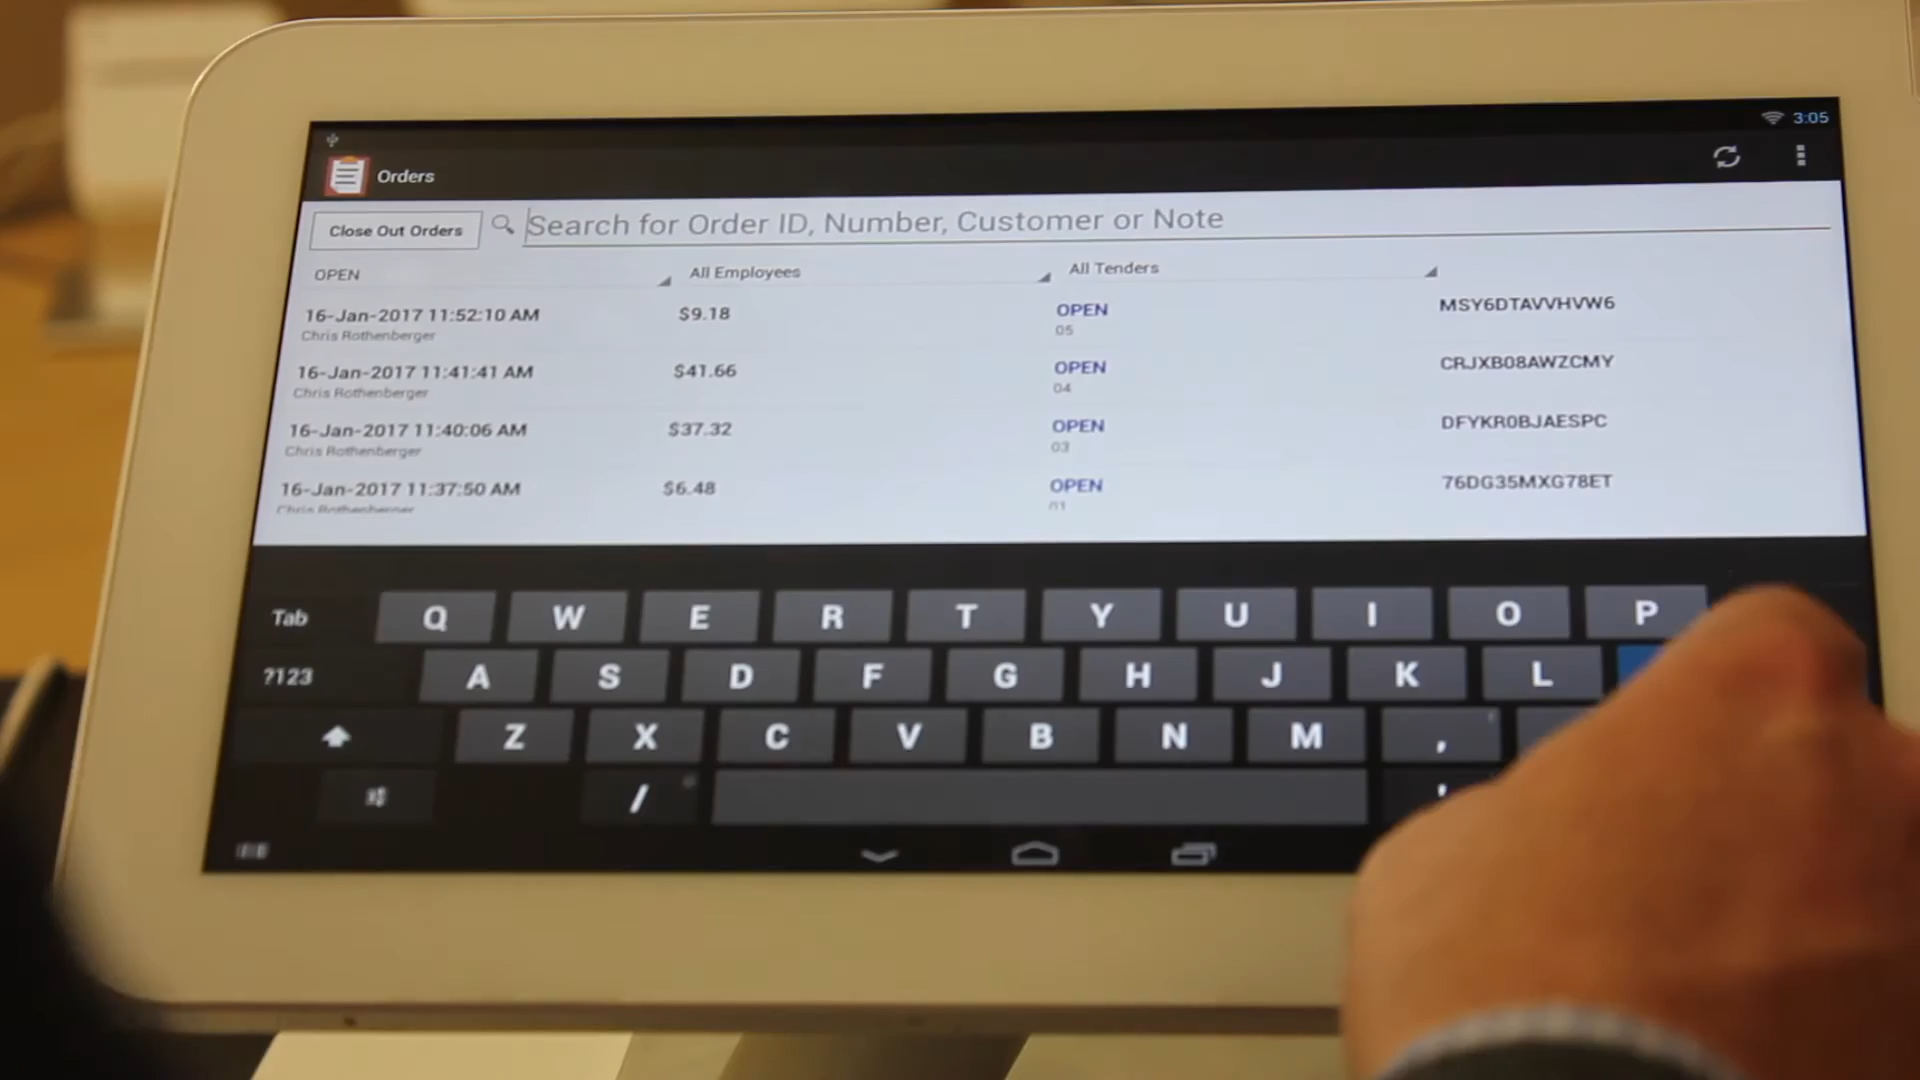 3:05
Orders
Close Out Orders Search for Order ID, Number, Customer or Note
OPEN All Employees All Tenders
16-Jan-2017 11:52:10 AM $9.18 OPEN MSY6DTAVVHVW6
Chris Rothenberger 05
16-Jan-2017 11:41:41 AM $41.66 OPEN CRJXB08AWZCMY
Chris Rothenberger 04
16-Jan-2017 11:40:06 AM $37.32 OPEN DFYKR0BJAESPC
Chris Rothenberger 03
16-Jan-2017 11:37:50 AM $6.48 OPEN 76DG35MXG78ET
Chris Rothenberger 01
Tab Q W E R T Y U I O P
?123 A S D F G H J K L
Z X C V B N M ,
/ '